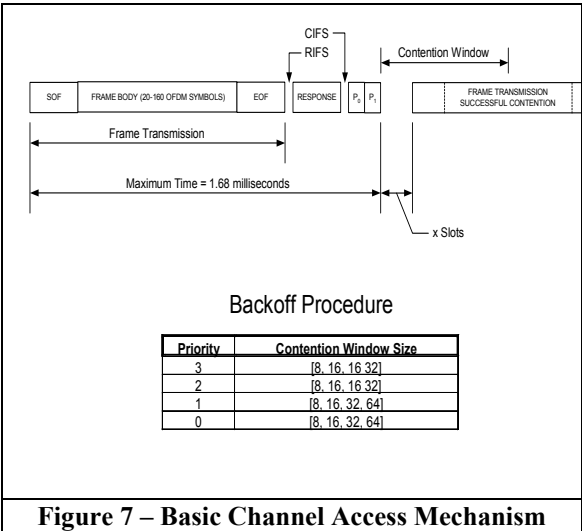 CIFS
RIFS
Contention Window
SOF
FRAME BODY (20-160 OFDM SYMBOLS)
EOF
RESPONSE
P0
P1
FRAME TRANSMISSION
SUCCESSFUL CONTENTION
Frame Transmission
Maximum Time = 1.68 milliseconds
x Slots
Backoff Procedure
Priority Contention Window Size
3 [8, 16, 16 32]
2 [8, 16, 16 32]
1 [8, 16, 32, 64]
0 [8, 16, 32, 64]
Figure 7 – Basic Channel Access Mechanism